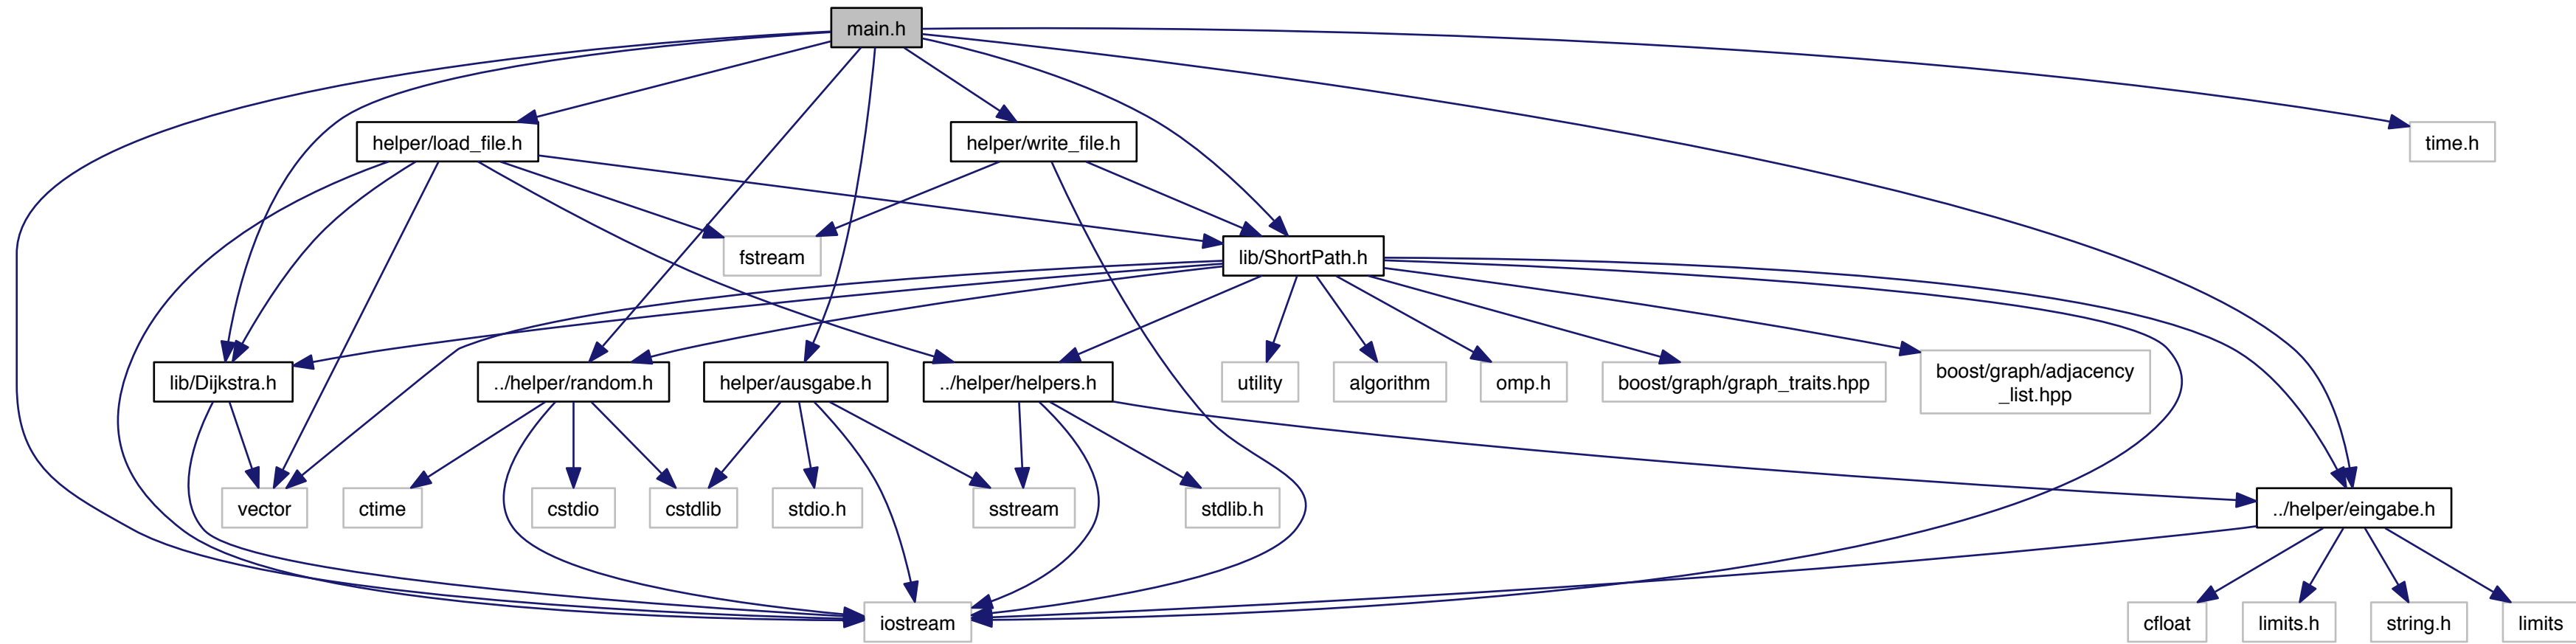 main.h
helper/load_file.h
helper/write_file.h
time.h
fstream
lib/ShortPath.h
lib/Dijkstra.h
../helper/random.h
helper/ausgabe.h
../helper/helpers.h
utility
algorithm
omp.h
boost/graph/graph_traits.hpp
boost/graph/adjacency
_list.hpp
vector
ctime
cstdio
cstdlib
stdio.h
sstream
stdlib.h
../helper/eingabe.h
iostream
cfloat
limits.h
string.h
limits